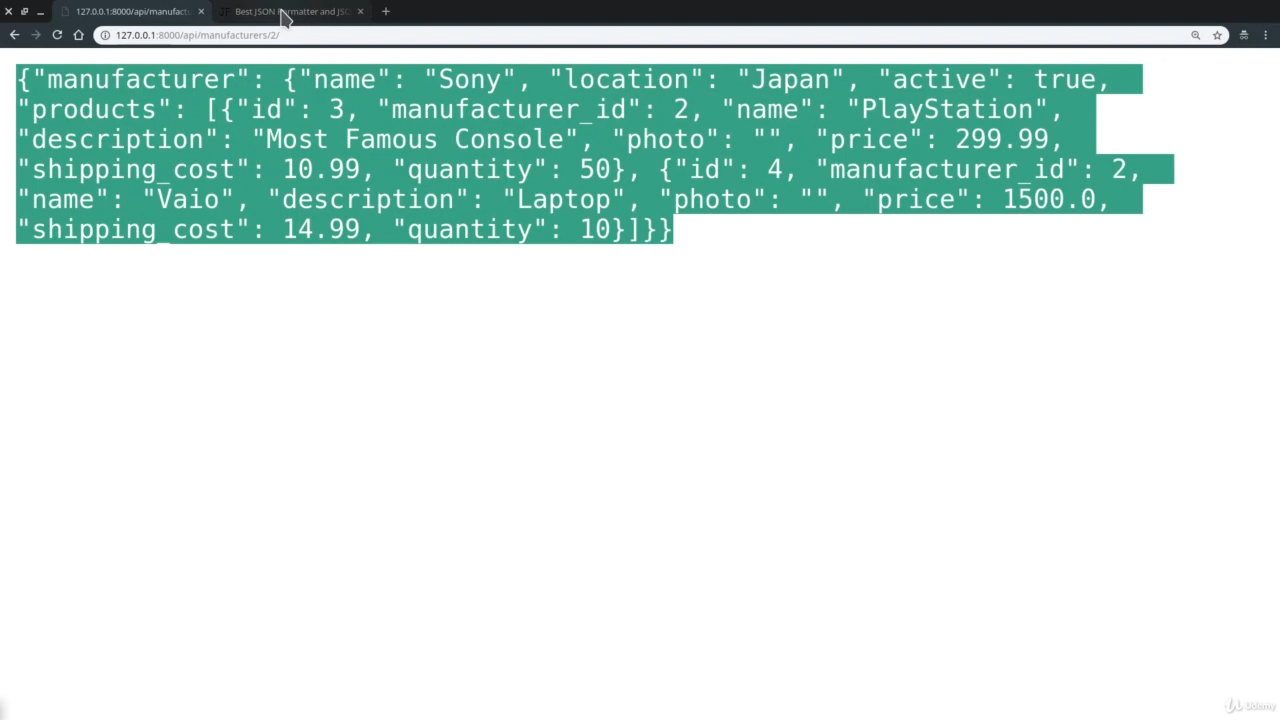 127.0.0.1:8000/api/manufactu
Best JSON Formatter and JSO
127.0.0.1:8000/api/manufacturers/2/
{"manufacturer": {"name": "Sony", "location": "Japan", "active": true,
"products": [{"id": 3, "manufacturer_id": 2, "name": "PlayStation",
"description": "Most Famous Console", "photo": "", "price": 299.99,
"shipping_cost": 10.99, "quantity": 50}, {"id": 4, "manufacturer_id": 2,
"name": "Vaio", "description": "Laptop", "photo": "", "price": 1500.0,
"shipping_cost": 14.99, "quantity": 10}]}}
Udemy